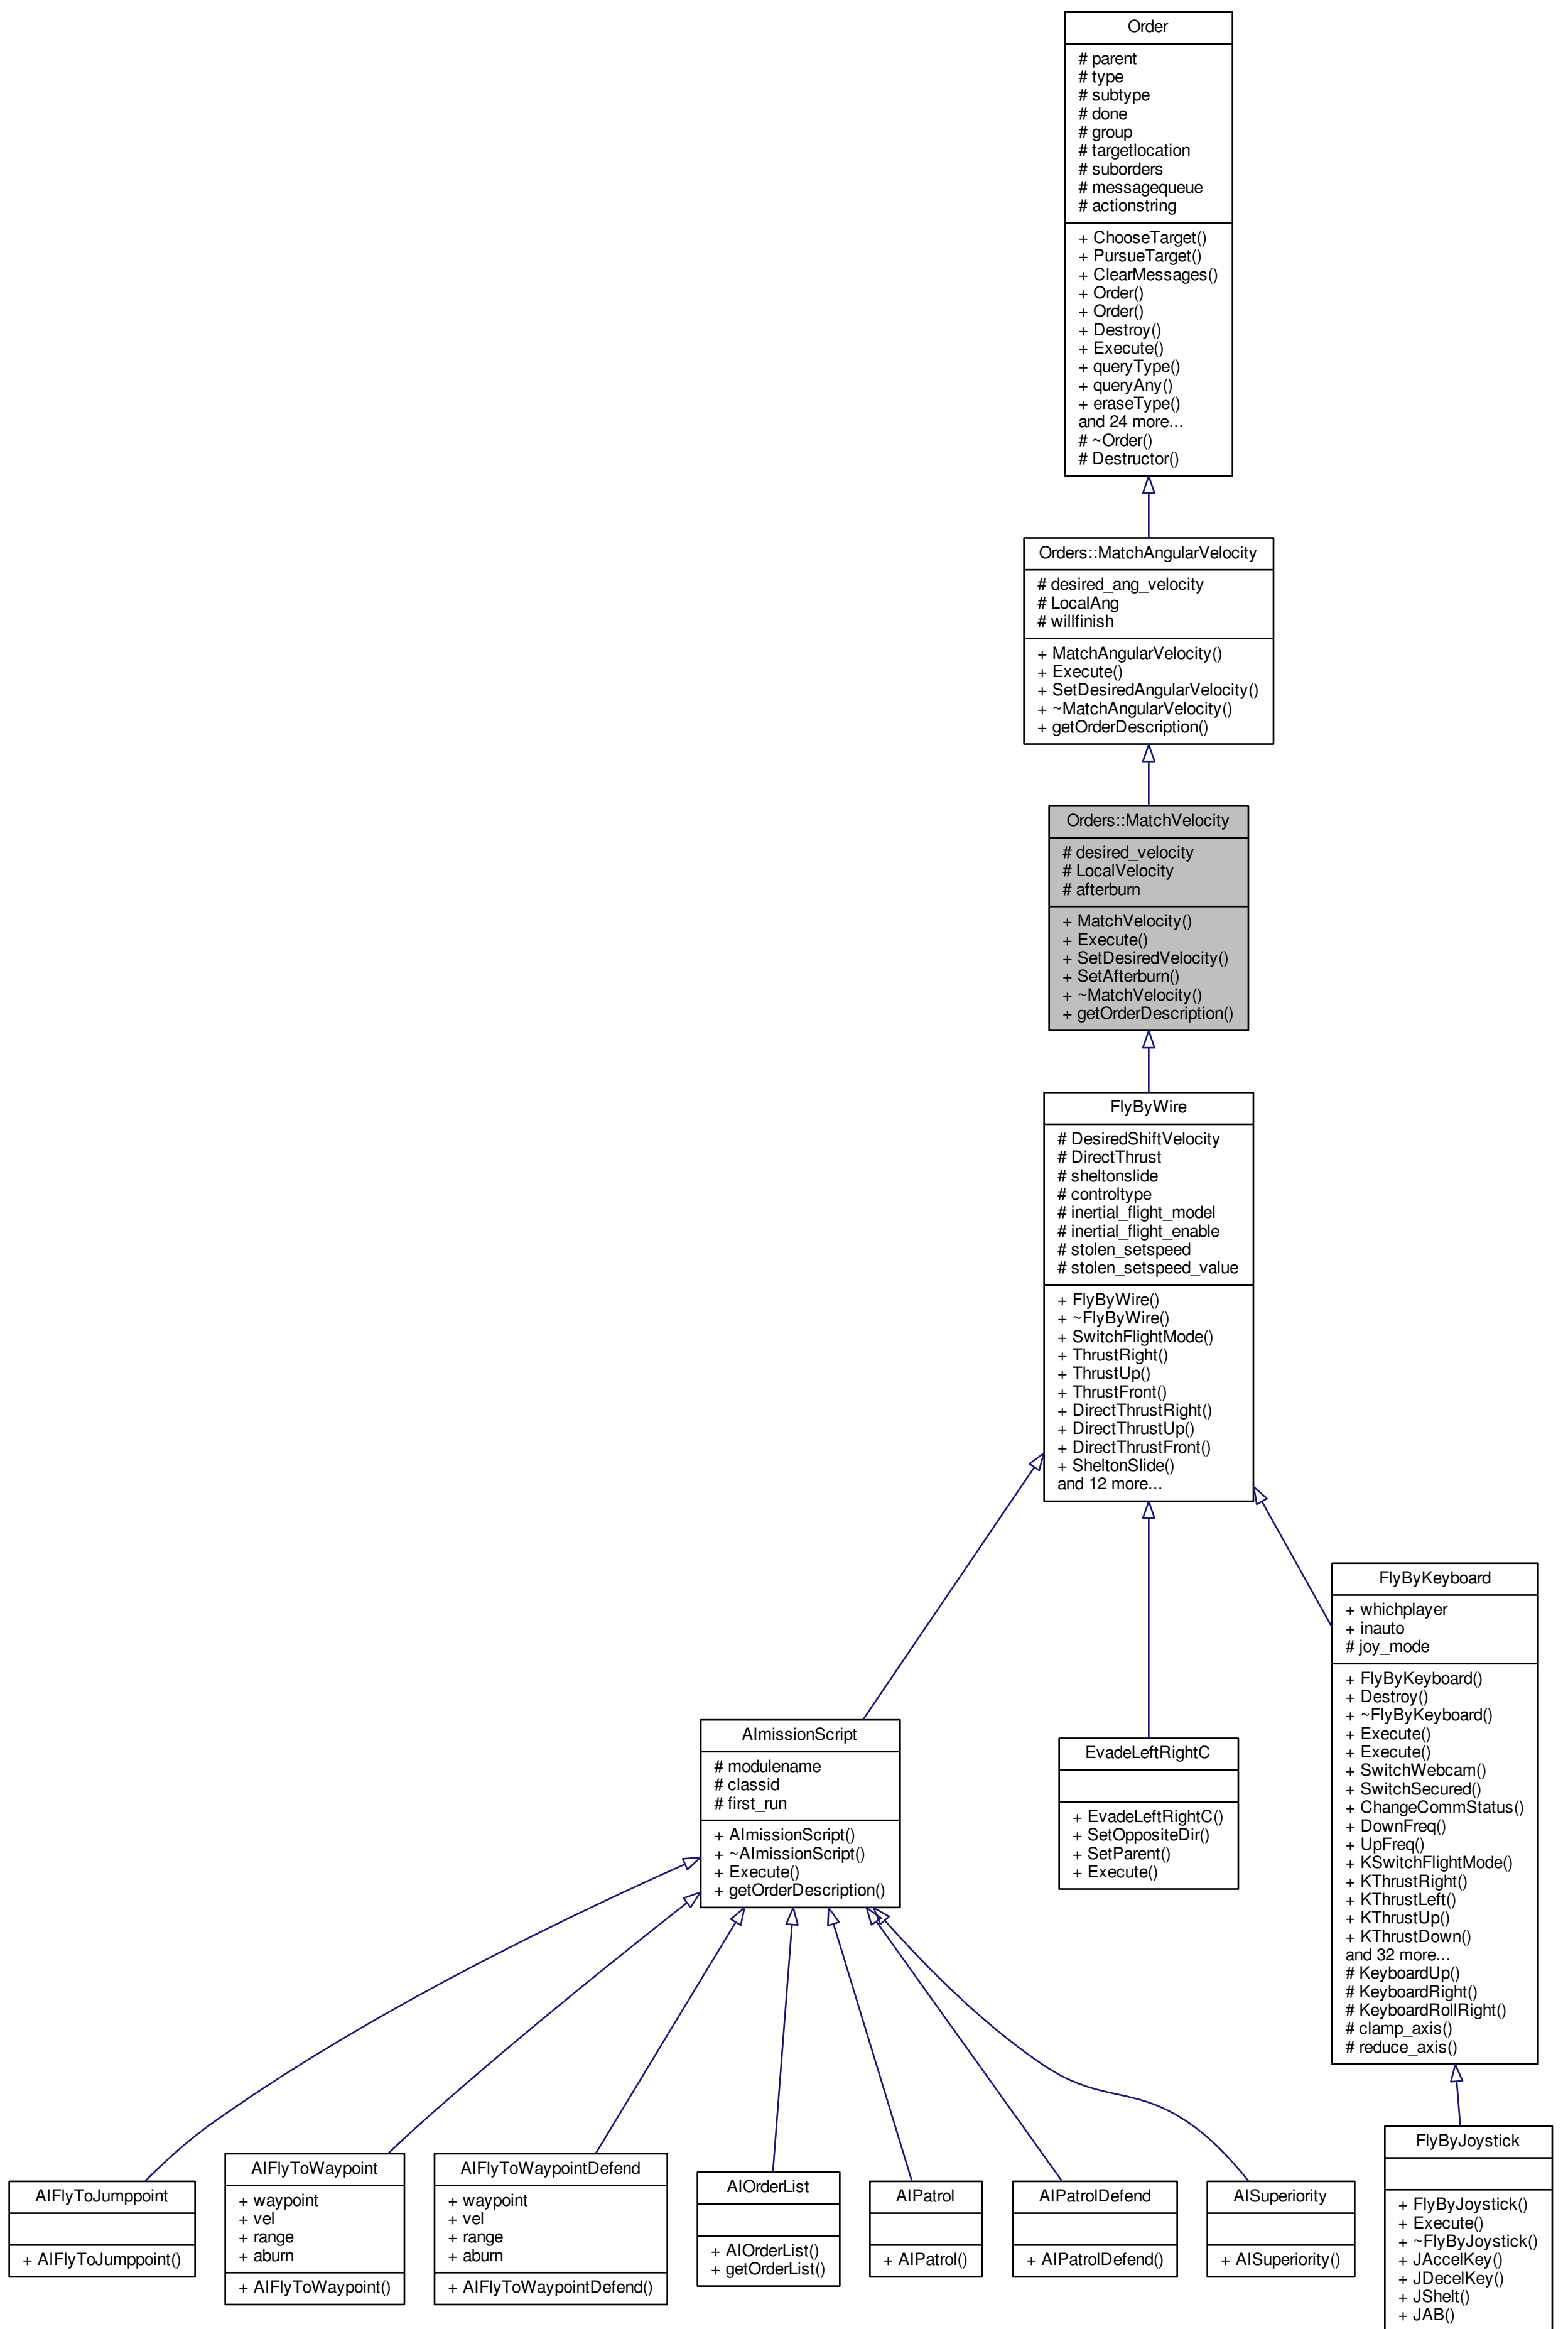 Order
# parent
# type
# subtype
# done
# group
# targetlocation
# suborders
# messagequeue
# actionstring
+ ChooseTarget()
+ PursueTarget()
+ ClearMessages()
+ Order()
+ Order()
+ Destroy()
+ Execute()
+ queryType()
+ queryAny()
+ eraseType()
and 24 more...
# ~Order()
# Destructor()
Orders::MatchAngularVelocity
# desired_ang_velocity
# LocalAng
# willfinish
+ MatchAngularVelocity()
+ Execute()
+ SetDesiredAngularVelocity()
+ ~MatchAngularVelocity()
+ getOrderDescription()
Orders::MatchVelocity
# desired_velocity
# LocalVelocity
# afterburn
+ MatchVelocity()
+ Execute()
+ SetDesiredVelocity()
+ SetAfterburn()
+ ~MatchVelocity()
+ getOrderDescription()
FlyByWire
# DesiredShiftVelocity
# DirectThrust
# sheltonslide
# controltype
# inertial_flight_model
# inertial_flight_enable
# stolen_setspeed
# stolen_setspeed_value
+ FlyByWire()
+ ~FlyByWire()
+ SwitchFlightMode()
+ ThrustRight()
+ ThrustUp()
+ ThrustFront()
+ DirectThrustRight()
+ DirectThrustUp()
+ DirectThrustFront()
+ SheltonSlide()
and 12 more...
AImissionScript
# modulename
# classid
# first_run
+ AImissionScript()
+ ~AImissionScript()
+ Execute()
+ getOrderDescription()
EvadeLeftRightC
+ EvadeLeftRightC()
+ SetOppositeDir()
+ SetParent()
+ Execute()
FlyByKeyboard
+ whichplayer
+ inauto
# joy_mode
+ FlyByKeyboard()
+ Destroy()
+ ~FlyByKeyboard()
+ Execute()
+ Execute()
+ SwitchWebcam()
+ SwitchSecured()
+ ChangeCommStatus()
+ DownFreq()
+ UpFreq()
+ KSwitchFlightMode()
+ KThrustRight()
+ KThrustLeft()
+ KThrustUp()
+ KThrustDown()
and 32 more...
# KeyboardUp()
# KeyboardRight()
# KeyboardRollRight()
# clamp_axis()
# reduce_axis()
AIFlyToJumppoint
+ AIFlyToJumppoint()
AIFlyToWaypoint
+ waypoint
+ vel
+ range
+ aburn
+ AIFlyToWaypoint()
AIFlyToWaypointDefend
+ waypoint
+ vel
+ range
+ aburn
+ AIFlyToWaypointDefend()
AIOrderList
+ AIOrderList()
+ getOrderList()
AIPatrol
+ AIPatrol()
AIPatrolDefend
+ AIPatrolDefend()
AISuperiority
+ AISuperiority()
FlyByJoystick
+ FlyByJoystick()
+ Execute()
+ ~FlyByJoystick()
+ JAccelKey()
+ JDecelKey()
+ JShelt()
+ JAB()